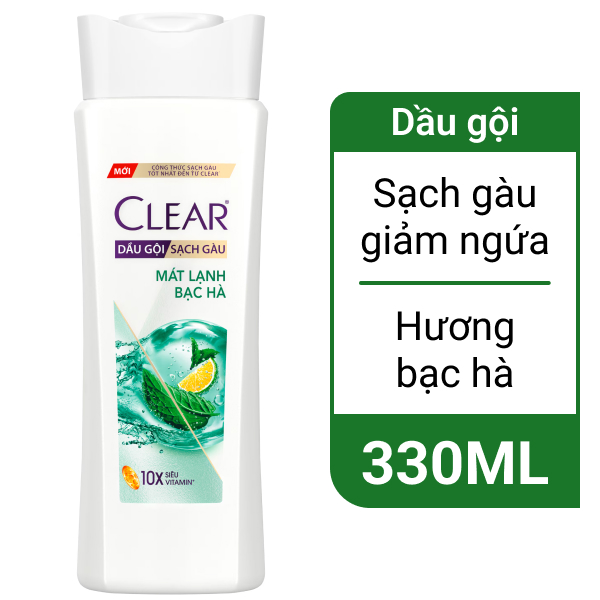 MỚI
CÔNG THỨC SẠCH GÀU
TỐT NHẤT ĐẾN TỪ CLEAR*
CLEAR®
DẦU GỘI SẠCH GÀU
MÁT LẠNH
BẠC HÀ
10X SIÊU
VITAMIN*
Dầu gội
Sạch gàu
giảm ngứa
Hương
bạc hà
330ML